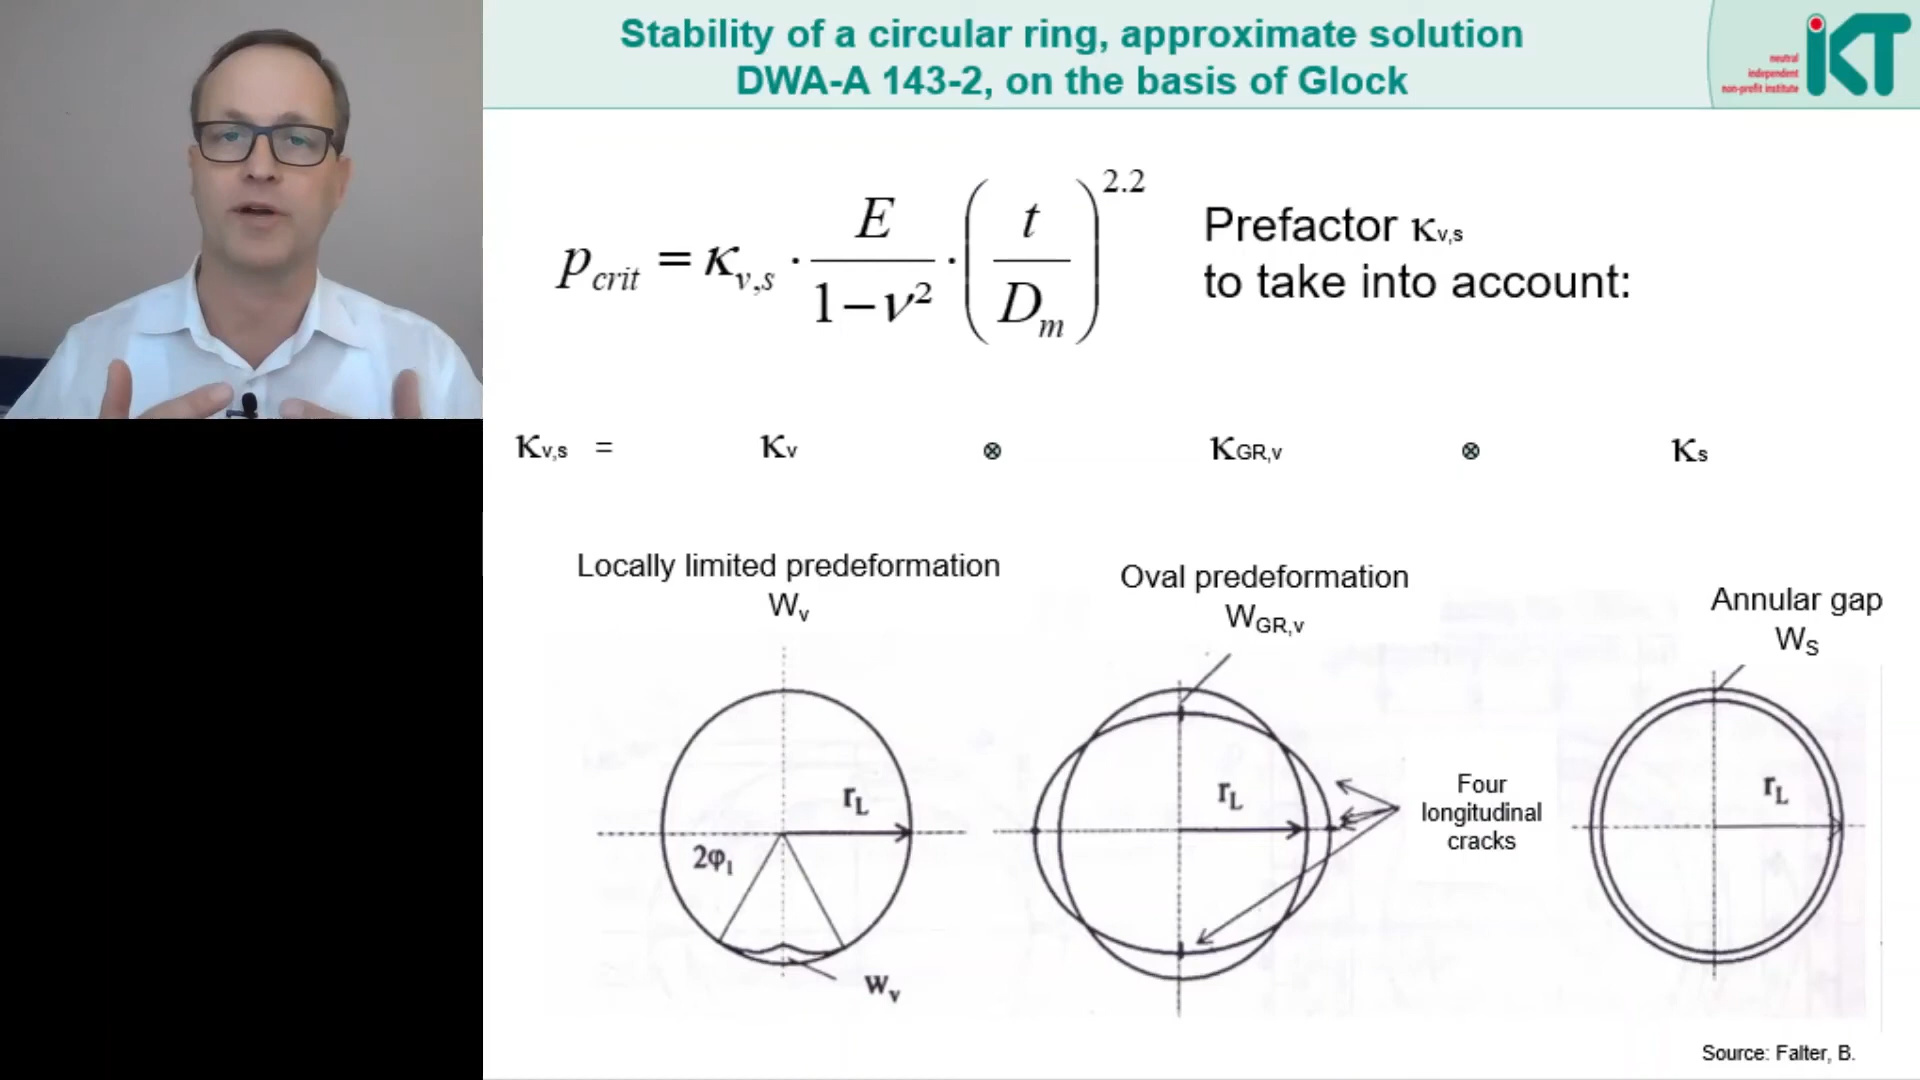 Stability of a circular ring, approximate solution
DWA-A 143-2, on the basis of Glock
neutral
independent
non-profit institute
iKT
p_crit = κ_v,s · E / (1−ν²) · (t / D_m)^2.2
Prefactor κv,s
to take into account:
κv,s = κv ⊗ κGR,v ⊗ κs
Locally limited predeformation
Wv
Oval predeformation
WGR,v
Annular gap
WS
rL
2φ1
wv
rL
Four
longitudinal
cracks
rL
Source: Falter, B.